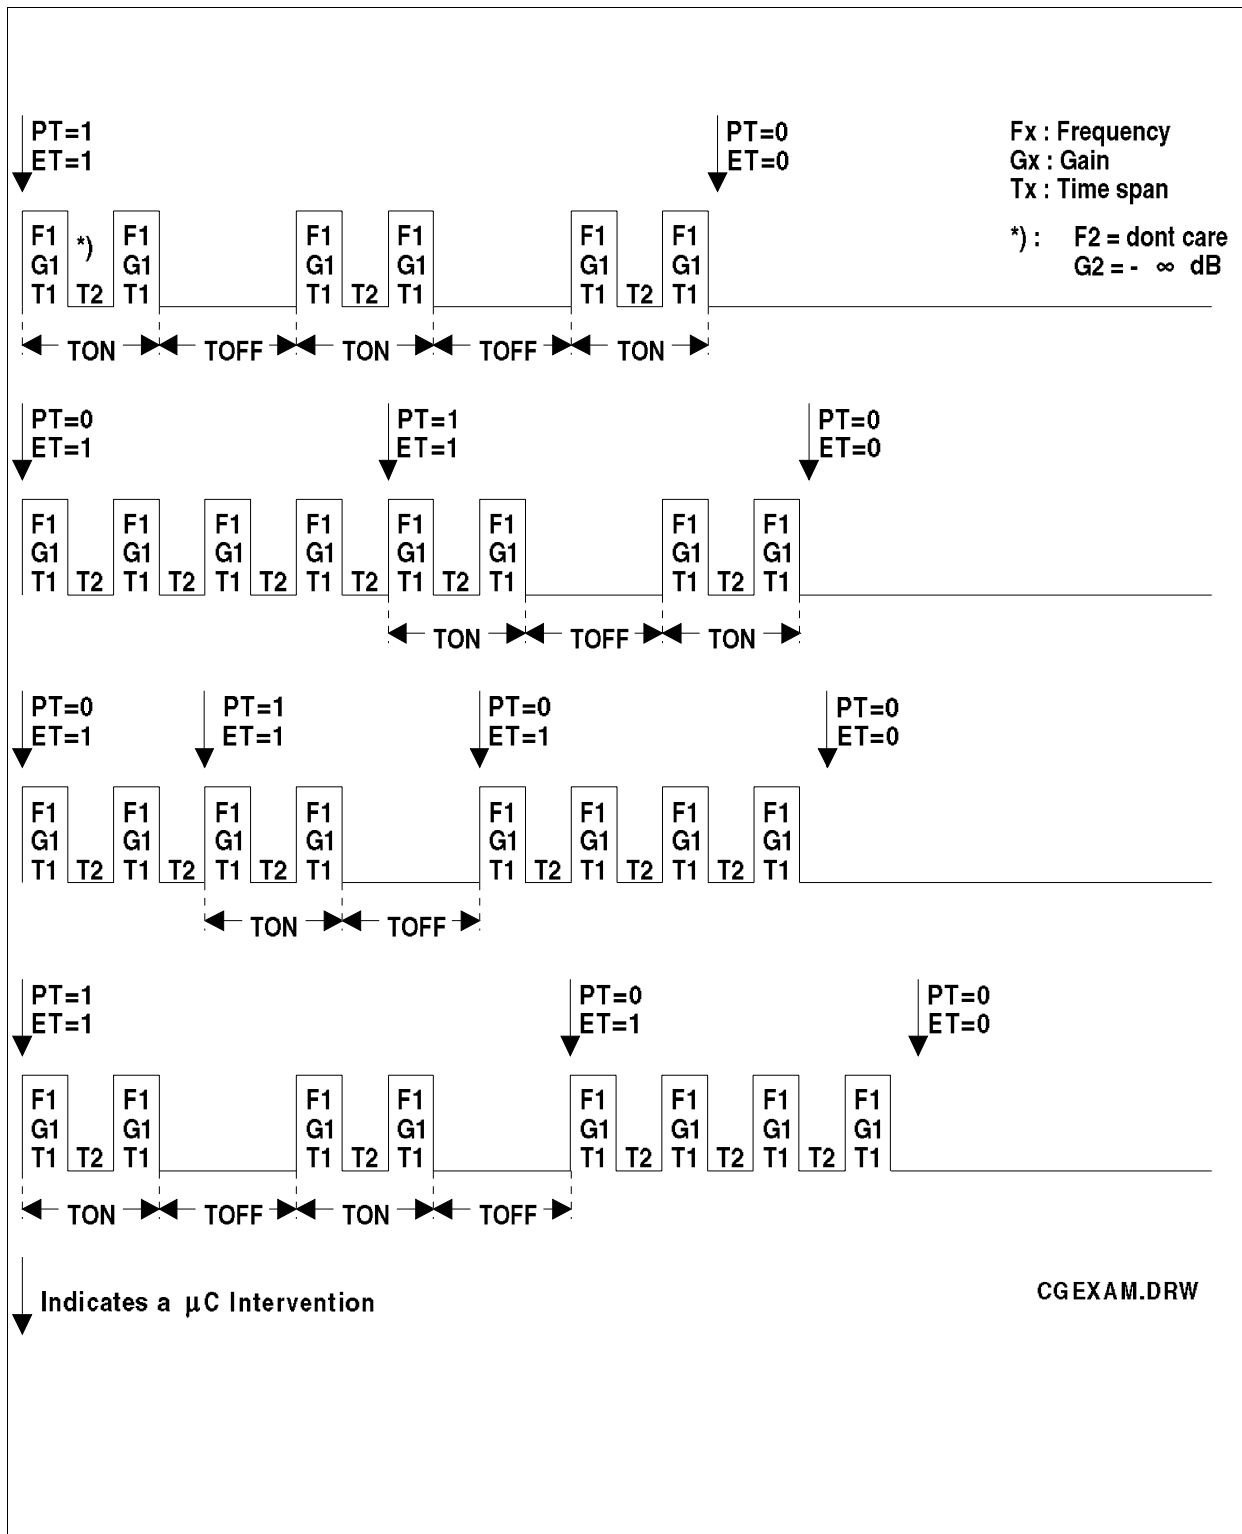 PT=1 PT=0 Fx : Frequency
ET=1 ET=0 Gx : Gain
Tx : Time span
*) : F2 = dont care
G2 = - ∞ dB
F1 *) F1 F1 F1 F1 F1
G1 G1 G1 G1 G1 G1
T1 T2 T1 T1 T2 T1 T1 T2 T1
TON TOFF TON TOFF TON
PT=0 PT=1 PT=0
ET=1 ET=1 ET=0
F1 F1 F1 F1 F1 F1 F1 F1
G1 G1 G1 G1 G1 G1 G1 G1
T1 T2 T1 T2 T1 T2 T1 T2 T1 T2 T1 T1 T2 T1
TON TOFF TON
PT=0 PT=1 PT=0 PT=0
ET=1 ET=1 ET=1 ET=0
F1 F1 F1 F1 F1 F1 F1 F1
G1 G1 G1 G1 G1 G1 G1 G1
T1 T2 T1 T2 T1 T2 T1 T1 T2 T1 T2 T1 T2 T1
TON TOFF
PT=1 PT=0 PT=0
ET=1 ET=1 ET=0
F1 F1 F1 F1 F1 F1 F1 F1
G1 G1 G1 G1 G1 G1 G1 G1
T1 T2 T1 T1 T2 T1 T1 T2 T1 T2 T1 T2 T1
TON TOFF TON TOFF
Indicates a μC Intervention
CGEXAM.DRW